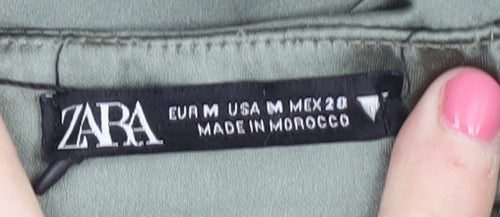 ZARA
EUR M USA M MEX 28
MADE IN MOROCCO